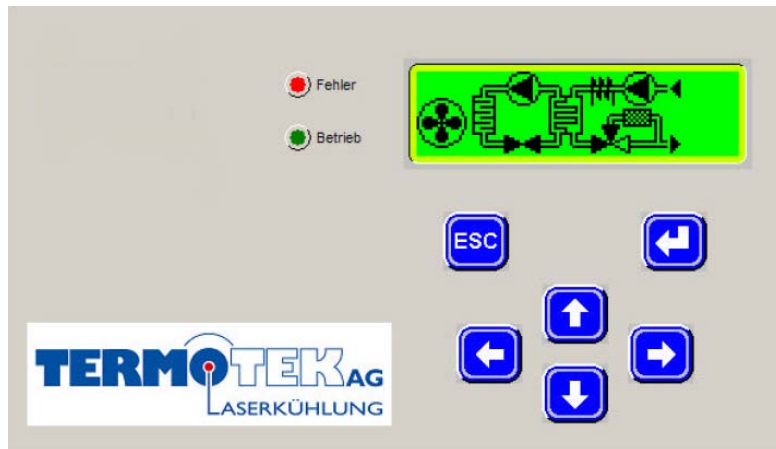 Fehler
Betrieb
ESC
TERMOTEK AG
LASERKÜHLUNG